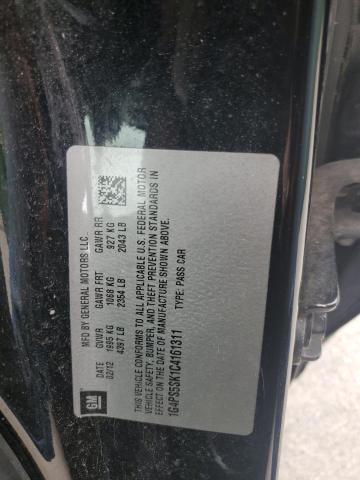 GM
MFD BY GENERAL MOTORS LLC.
DATE GVWR GAWR FRT GAWR RR
02/12 1995 KG 1068 KG 927 KG
4397 LB 2354 LB 2043 LB
THIS VEHICLE CONFORMS TO ALL APPLICABLE U.S. FEDERAL MOTOR
VEHICLE SAFETY, BUMPER, AND THEFT PREVENTION STANDARDS IN
EFFECT ON THE DATE OF MANUFACTURE SHOWN ABOVE.
1G4PS5SK1C4161311 TYPE: PASS CAR